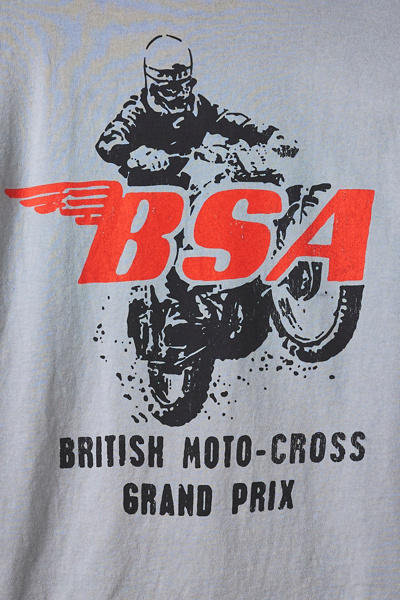 BSA
BRITISH MOTO-CROSS
GRAND PRIX